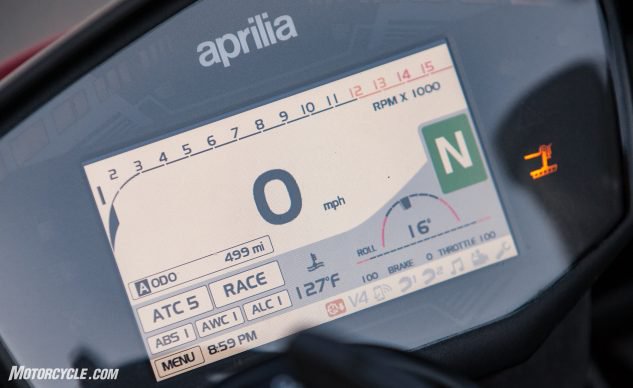 aprilia
1 2 3 4 5 6 7 8 9 10 11 12 13 14 15
RPM X 1000
N
0 mph
16°
ROLL
100 BRAKE 0 THROTTLE 100
499 mi
A ODO
ATC 5 RACE
127°F
ABS 1 AWC 1 ALC 1
V4
MENU 8:59 PM
MOTORCYCLE.COM